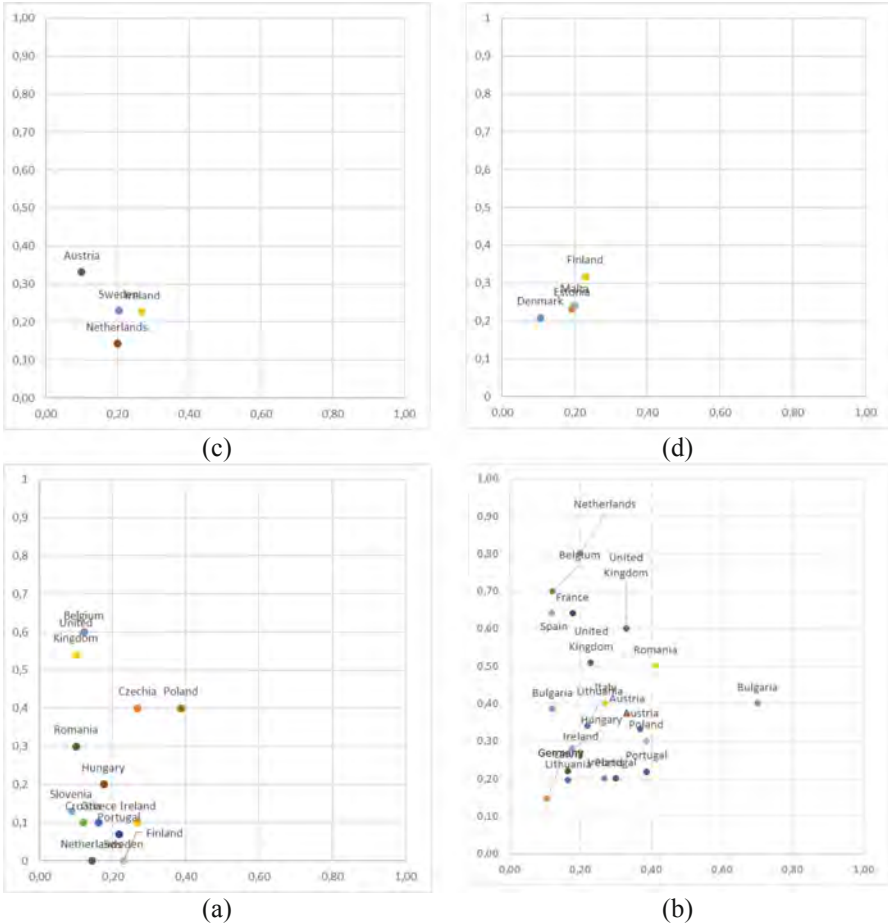 1,00
0,90
0,80
0,70
0,60
0,50
0,40
0,30
0,20
0,10
0,00
Austria
Sweden
Netherlands
0,00 0,20 0,40 0,60 0,80 1,00
(c)
1
0,9
0,8
0,7
0,6
0,5
0,4
0,3
0,2
0,1
0
Finland
Malta
Estonia
Denmark
0,00 0,20 0,40 0,60 0,80 1,00
(d)
1
0,9
0,8
0,7
0,6
0,5
0,4
0,3
0,2
0,1
0
Belgium
United
Kingdom
Czechia Poland
Romania
Hungary
Slovenia
Croatia Greece Ireland
Portugal
Finland
Netherlands Sweden
0,00 0,20 0,40 0,60 0,80 1,00
(a)
1,00
0,90
0,80
0,70
0,60
0,50
0,40
0,30
0,20
0,10
0,00
Netherlands
Belgium
United
Kingdom
France
Spain
United
Kingdom
Romania
Italy
Lithuania
Bulgaria
Austria
Bulgaria
Hungary
Austria
Poland
Ireland
Germany
Portugal
Lithuania
Portugal
0,00 0,20 0,40 0,60 0,80 1,00
(b)